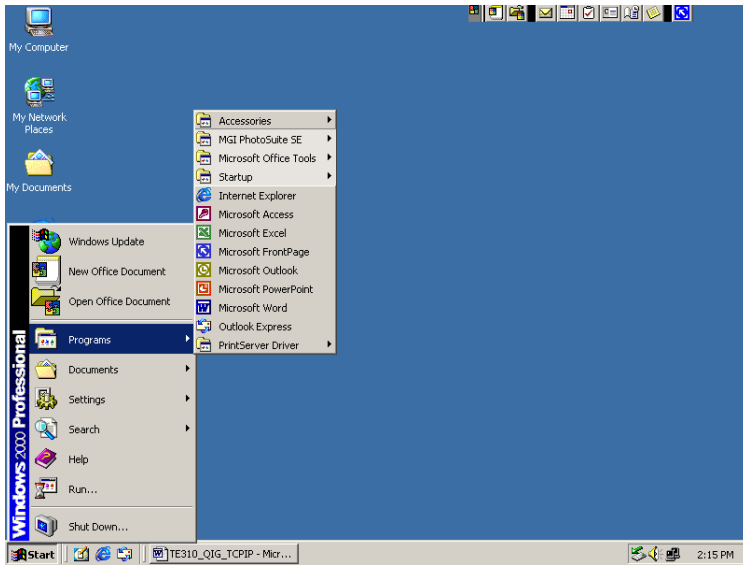 My Computer
My Network
Places
My Documents
Accessories
MGI PhotoSuite SE
Microsoft Office Tools
Startup
Internet Explorer
Microsoft Access
Microsoft Excel
Microsoft FrontPage
Microsoft Outlook
Microsoft PowerPoint
Microsoft Word
Outlook Express
PrintServer Driver
Windows Update
New Office Document
Open Office Document
Programs
Documents
Settings
Search
Help
Run...
Shut Down...
Windows 2000 Professional
Start
TE310_QIG_TCPIP - Micr...
2:15 PM